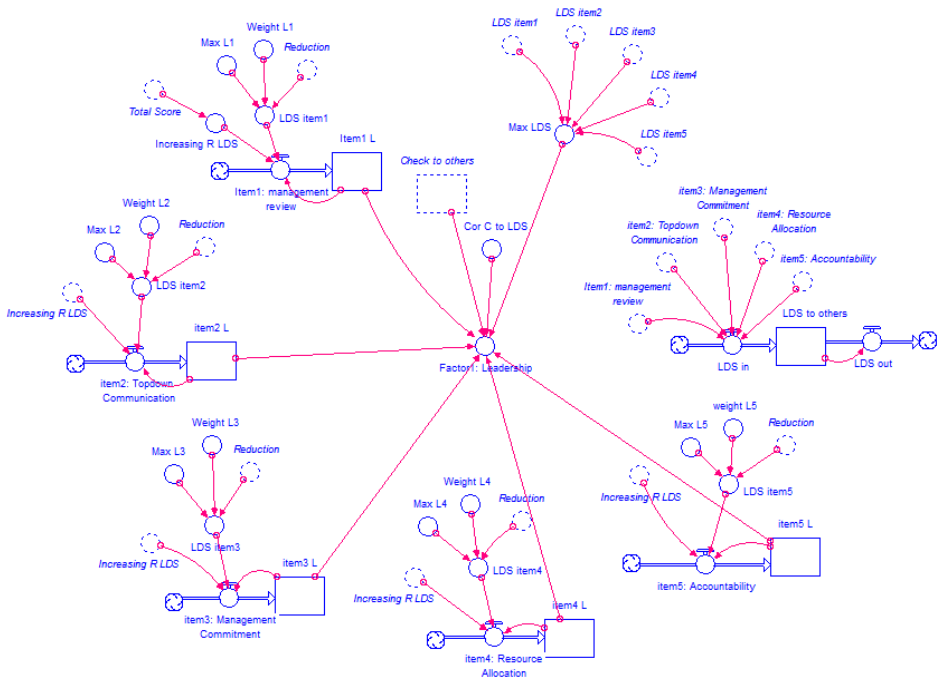 LDS item1
LDS item2
LDS item3
LDS item4
LDS item5
Max LDS
Weight L1
Max L1
Reduction
LDS item1
Total Score
Increasing R LDS
Item1 L
Item1: management
review
Check to others
Cor C to LDS
Weight L2
Max L2
Reduction
LDS item2
Increasing R LDS
item2 L
item2: Topdown
Communication
Factor1: Leadership
item3: Management
Commitment
item4: Resource
Allocation
item2: Topdown
Communication
item5: Accountability
Item1: management
review
LDS to others
LDS in
LDS out
Weight L3
Max L3
Reduction
LDS item3
Increasing R LDS
item3 L
item3: Management
Commitment
Weight L4
Max L4
Reduction
LDS item4
Increasing R LDS
item4 L
item4: Resource
Allocation
weight L5
Max L5
Reduction
LDS item5
Increasing R LDS
item5 L
item5: Accountability